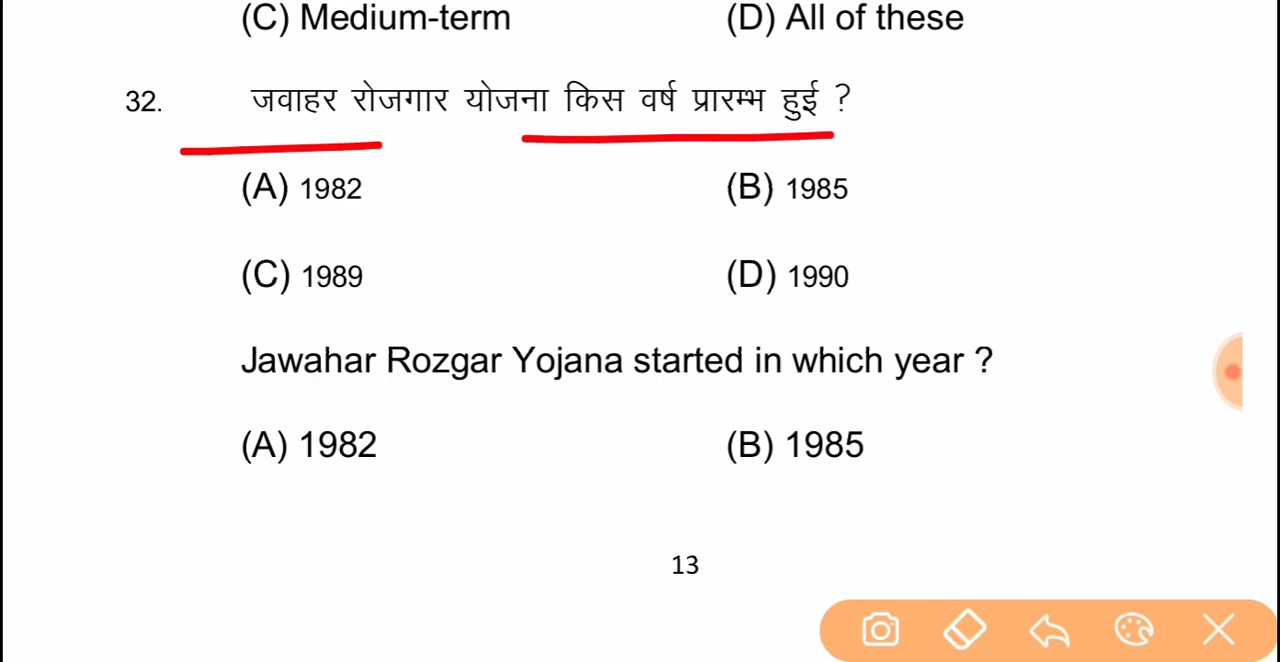 (C) Medium-term (D) All of these
32. जवाहर रोजगार योजना किस वर्ष प्रारम्भ हुई ?
(A) 1982 (B) 1985
(C) 1989 (D) 1990
Jawahar Rozgar Yojana started in which year ?
(A) 1982 (B) 1985
13